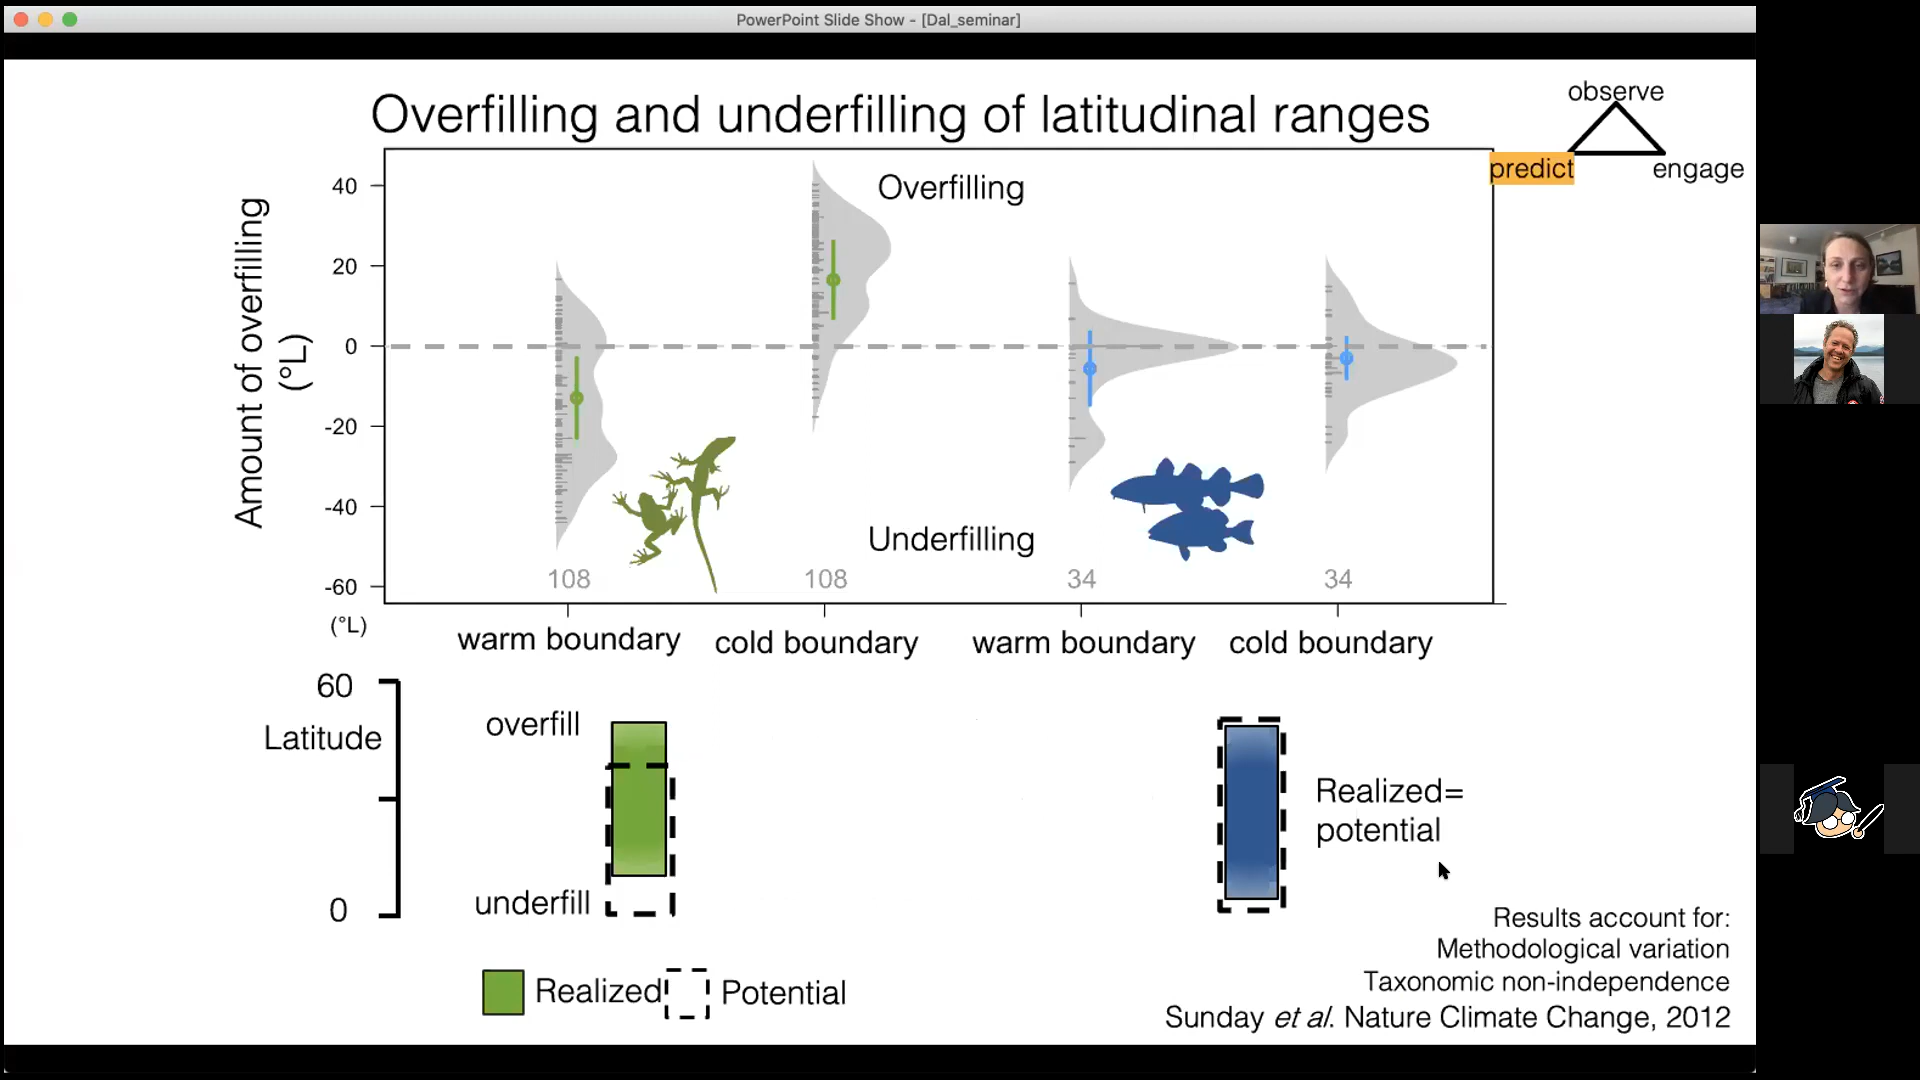 PowerPoint Slide Show - [Dal_seminar]
Overfilling and underfilling of latitudinal ranges
observe
predict
engage
Amount of overfilling
(°L)
40
20
0
-20
-40
-60
Overfilling
Underfilling
108
108
34
34
(°L)
warm boundary
cold boundary
warm boundary
cold boundary
60
Latitude
0
overfill
underfill
Realized=
potential
Realized
Potential
Results account for:
Methodological variation
Taxonomic non-independence
Sunday et al. Nature Climate Change, 2012